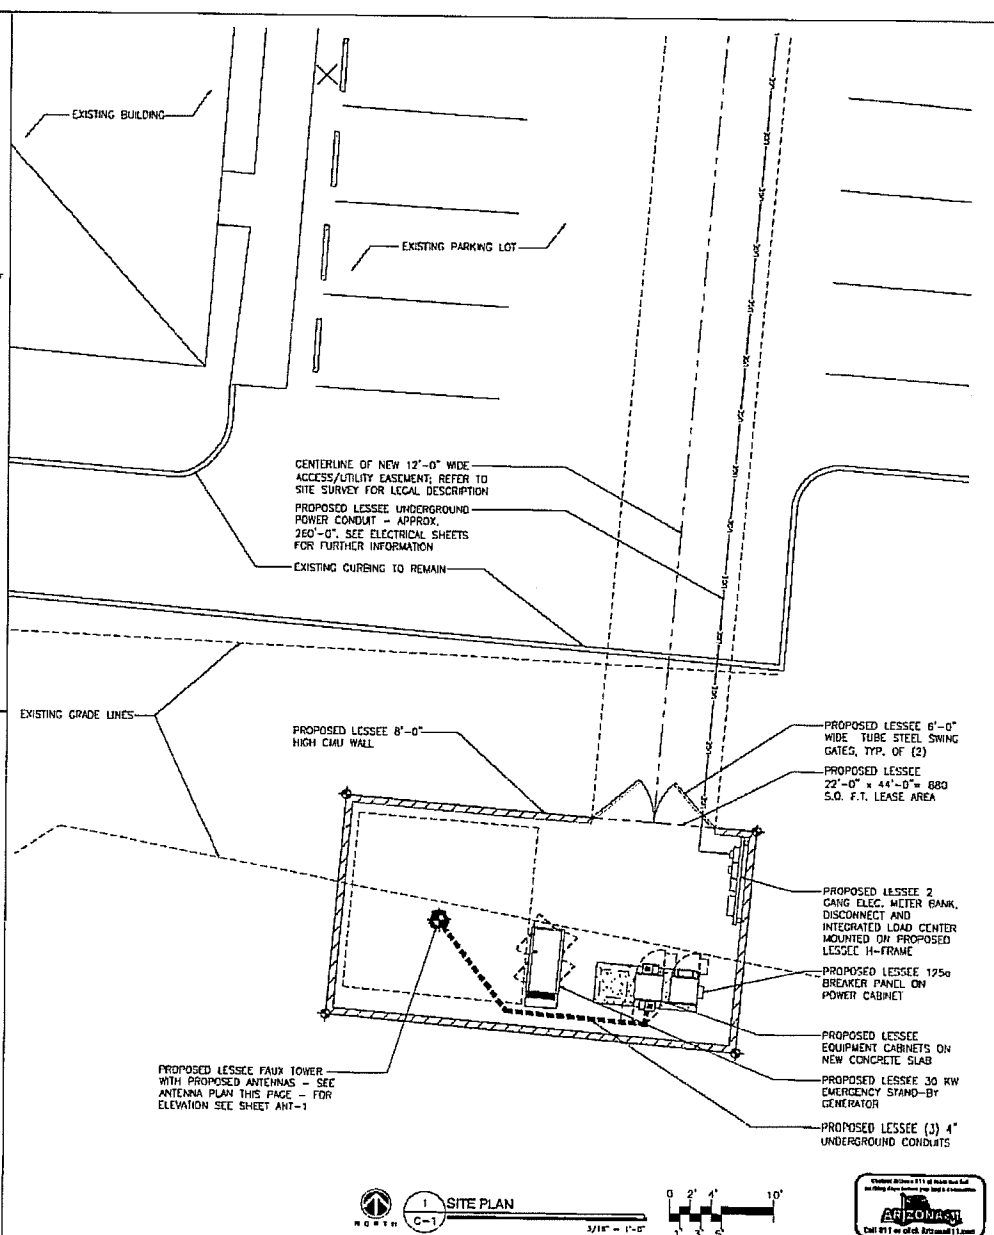 EXISTING BUILDING
EXISTING PARKING LOT
CENTERLINE OF NEW 12'-0" WIDE
ACCESS/UTILITY EASEMENT; REFER TO
SITE SURVEY FOR LEGAL DESCRIPTION
PROPOSED LESSEE UNDERGROUND
POWER CONDUIT - APPROX.
260'-0". SEE ELECTRICAL SHEETS
FOR FURTHER INFORMATION
EXISTING CURBING TO REMAIN
EXISTING GRADE LINES
PROPOSED LESSEE 8'-0"
HIGH CMU WALL
PROPOSED LESSEE 6'-0"
WIDE TUBE STEEL SWING
GATES, TYP. OF (2)
PROPOSED LESSEE
22'-0" x 44'-0"= 880
S.Q. F.T. LEASE AREA
PROPOSED LESSEE 2
GANG ELEC. METER BANK,
DISCONNECT AND
INTEGRATED LOAD CENTER
MOUNTED ON PROPOSED
LESSEE H-FRAME
PROPOSED LESSEE 175a
BREAKER PANEL ON
POWER CABINET
PROPOSED LESSEE
EQUIPMENT CABINETS ON
NEW CONCRETE SLAB
PROPOSED LESSEE 30 KW
EMERGENCY STAND-BY
GENERATOR
PROPOSED LESSEE (3) 4"
UNDERGROUND CONDUITS
PROPOSED LESSEE FAUX TOWER
WITH PROPOSED ANTENNAS - SEE
ANTENNA PLAN THIS PAGE - FOR
ELEVATION SEE SHEET ANT-1
NORTH
1
C-1
SITE PLAN
3/16" = 1'-0"
0 2' 4' 10'
1' 3' 5'
ARIZONA 811